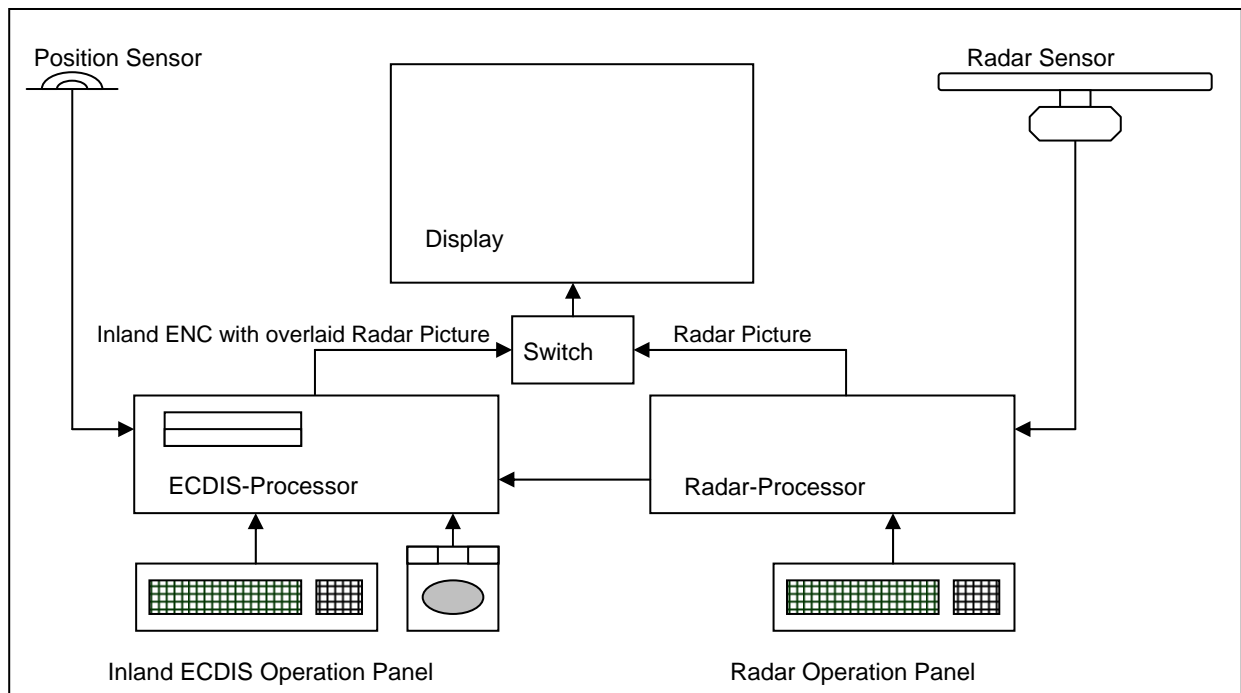 Position Sensor
Radar Sensor
Display
Inland ENC with overlaid Radar Picture
Switch
Radar Picture
ECDIS-Processor
Radar-Processor
Inland ECDIS Operation Panel
Radar Operation Panel